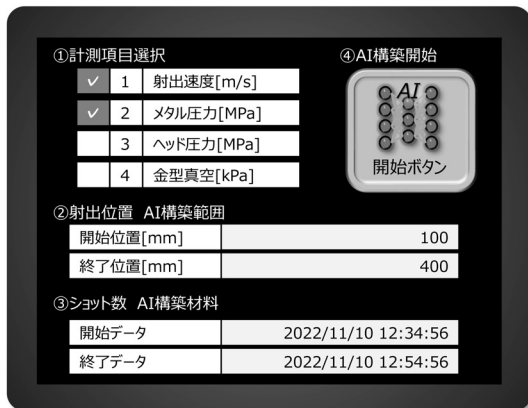 ①計測項目選択
✓ 1 射出速度[m/s]
✓ 2 メタル圧力[MPa]
3 ヘッド圧力[MPa]
4 金型真空[kPa]
④AI構築開始
AI
開始ボタン
②射出位置 AI構築範囲
開始位置[mm] 100
終了位置[mm] 400
③ショット数 AI構築材料
開始データ 2022/11/10 12:34:56
終了データ 2022/11/10 12:54:56